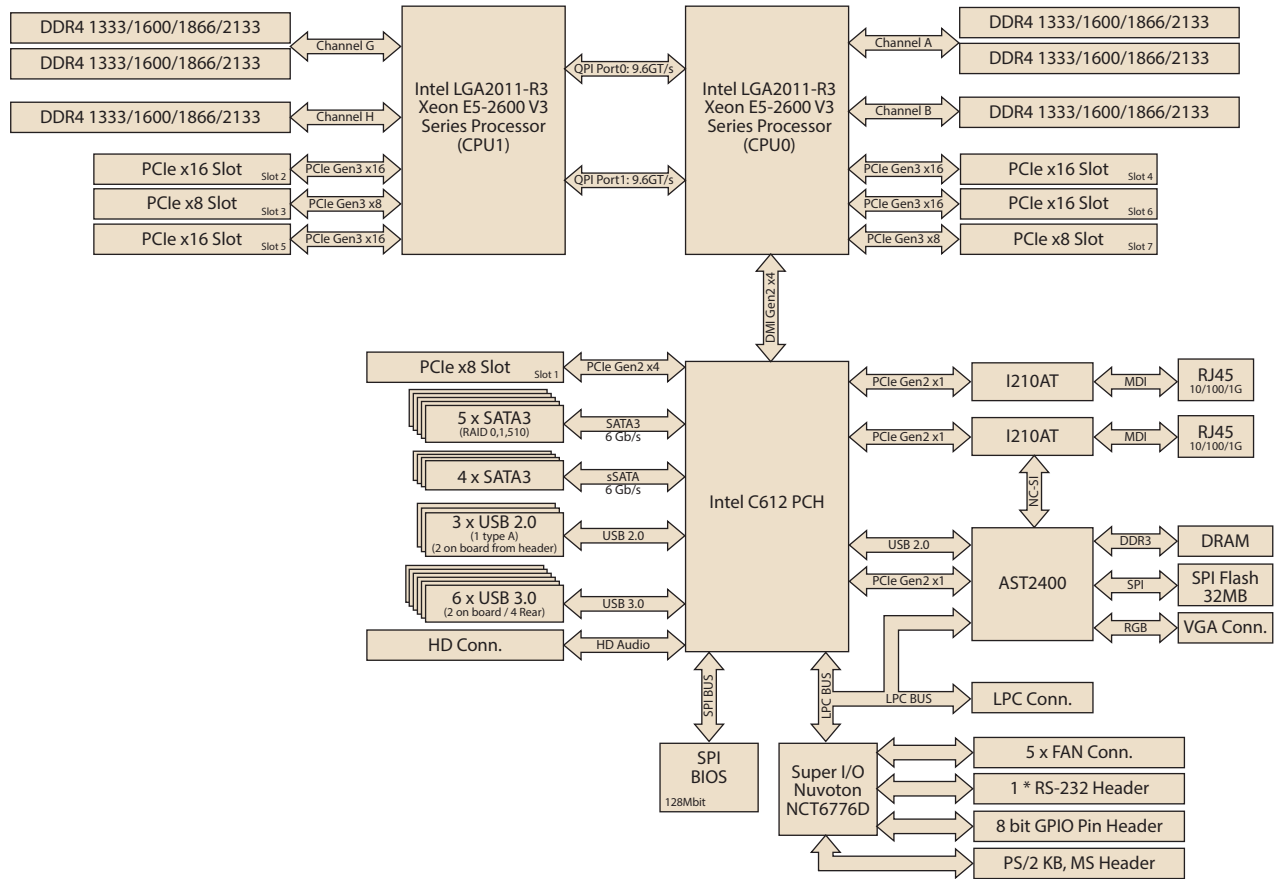 DDR4 1333/1600/1866/2133
DDR4 1333/1600/1866/2133
Channel G
DDR4 1333/1600/1866/2133
Channel H
PCIe x16 Slot
Slot 2
PCIe Gen3 x16
PCIe x8 Slot
Slot 3
PCIe Gen3 x8
PCIe x16 Slot
Slot 5
PCIe Gen3 x16
Intel LGA2011-R3
Xeon E5-2600 V3
Series Processor
(CPU1)
QPI Port0: 9.6GT/s
QPI Port1: 9.6GT/s
Intel LGA2011-R3
Xeon E5-2600 V3
Series Processor
(CPU0)
Channel A
DDR4 1333/1600/1866/2133
DDR4 1333/1600/1866/2133
Channel B
DDR4 1333/1600/1866/2133
PCIe Gen3 x16
PCIe x16 Slot
Slot 4
PCIe Gen3 x16
PCIe x16 Slot
Slot 6
PCIe Gen3 x8
PCIe x8 Slot
Slot 7
DMI Gen2 x4
PCIe x8 Slot
Slot 1
PCIe Gen2 x4
5 x SATA3
(RAID 0,1,510)
SATA3
6 Gb/s
4 x SATA3
sSATA
6 Gb/s
3 x USB 2.0
(1 type A)
(2 on board from header)
USB 2.0
6 x USB 3.0
(2 on board / 4 Rear)
USB 3.0
HD Conn.
HD Audio
Intel C612 PCH
PCIe Gen2 x1
I210AT
MDI
RJ45
10/100/1G
PCIe Gen2 x1
I210AT
MDI
RJ45
10/100/1G
NC-SI
USB 2.0
PCIe Gen2 x1
AST2400
DDR3
DRAM
SPI
SPI Flash
32MB
RGB
VGA Conn.
SPI BUS
LPC BUS
LPC BUS
LPC Conn.
SPI
BIOS
128Mbit
Super I/O
Nuvoton
NCT6776D
5 x FAN Conn.
1 * RS-232 Header
8 bit GPIO Pin Header
PS/2 KB, MS Header